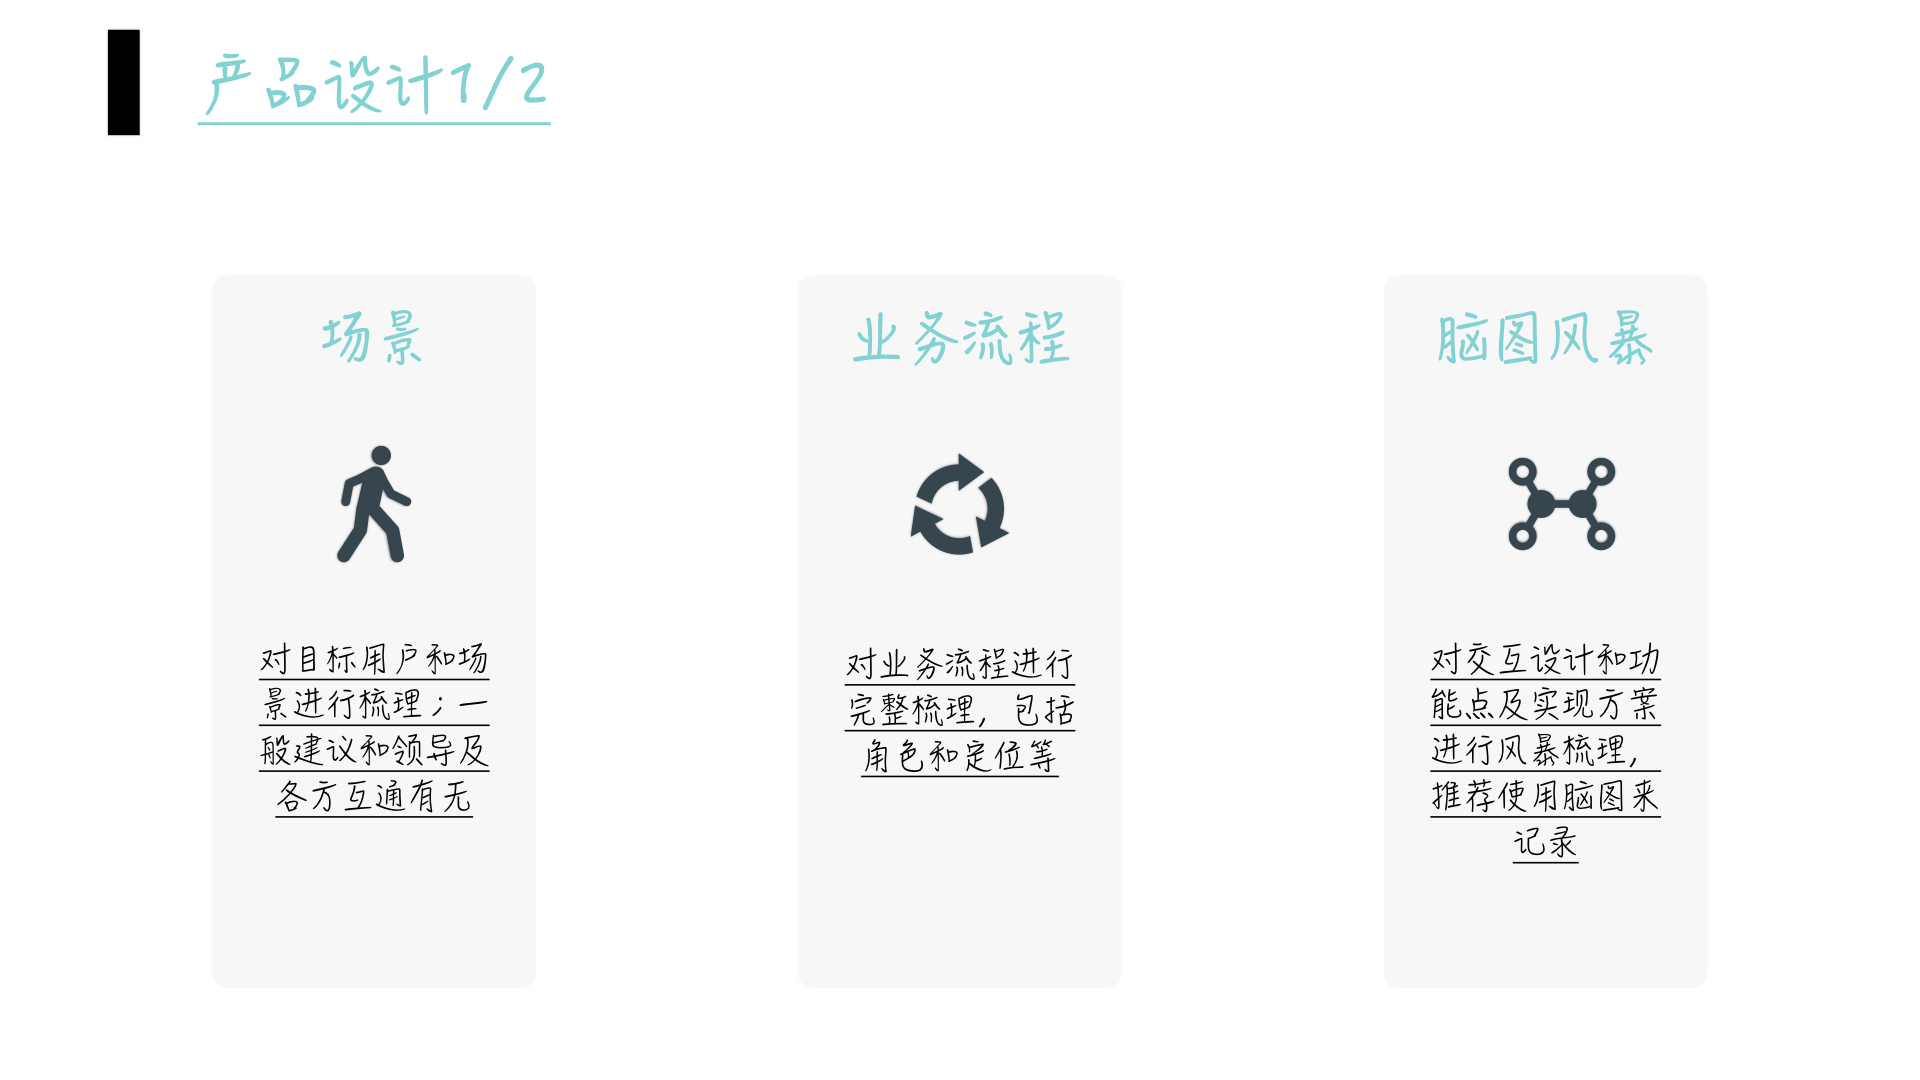 产品设计1/2
场景
对目标用户和场
景进行梳理；一
般建议和领导及
各方互通有无
业务流程
对业务流程进行
完整梳理，包括
角色和定位等
脑图风暴
对交互设计和功
能点及实现方案
进行风暴梳理，
推荐使用脑图来
记录